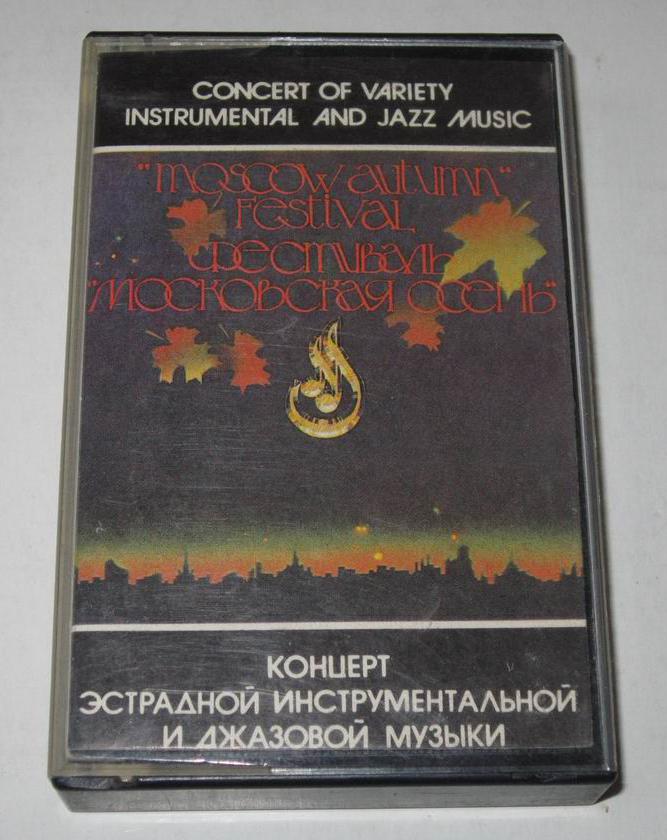 CONCERT OF VARIETY
INSTRUMENTAL AND JAZZ MUSIC
"MOSCOW AUTUMN"
FESTIVAL
ФЕСТИВАЛЬ
"МОСКОВСКАЯ ОСЕНЬ"
КОНЦЕРТ
ЭСТРАДНОЙ ИНСТРУМЕНТАЛЬНОЙ
И ДЖАЗОВОЙ МУЗЫКИ